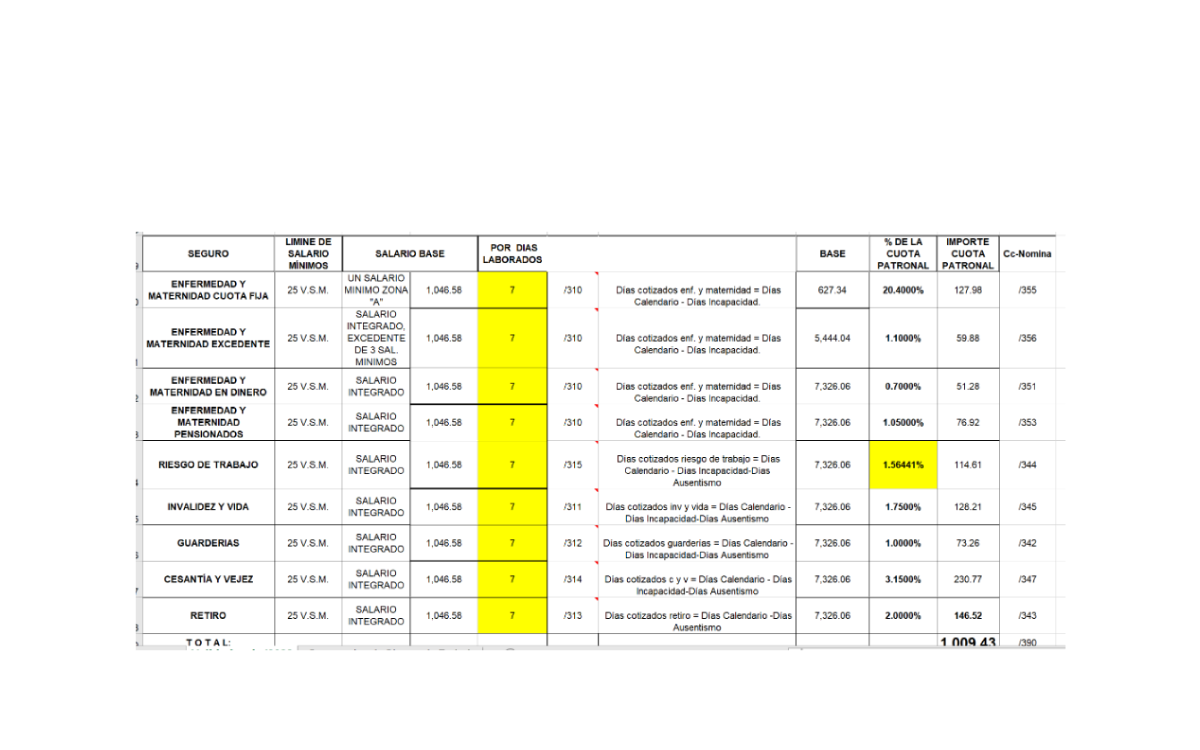 SEGURO
LIMINE DE
SALARIO
MÍNIMOS
SALARIO BASE
POR DIAS
LABORADOS
BASE
% DE LA
CUOTA
PATRONAL
IMPORTE
CUOTA
PATRONAL
Cc-Nomina
ENFERMEDAD Y
MATERNIDAD CUOTA FIJA
25 V.S.M.
UN SALARIO
MINIMO ZONA
"A"
1,046.58
7
/310
Días cotizados enf. y maternidad = Días
Calendario - Días Incapacidad.
627.34
20.4000%
127.98
/355
ENFERMEDAD Y
MATERNIDAD EXCEDENTE
25 V.S.M.
SALARIO
INTEGRADO,
EXCEDENTE
DE 3 SAL.
MINIMOS
1,046.58
7
/310
Días cotizados enf. y maternidad = Días
Calendario - Días Incapacidad.
5,444.04
1.1000%
59.88
/356
ENFERMEDAD Y
MATERNIDAD EN DINERO
25 V.S.M.
SALARIO
INTEGRADO
1,046.58
7
/310
Días cotizados enf. y maternidad = Días
Calendario - Días Incapacidad.
7,326.06
0.7000%
51.28
/351
ENFERMEDAD Y
MATERNIDAD
PENSIONADOS
25 V.S.M.
SALARIO
INTEGRADO
1,046.58
7
/310
Días cotizados enf. y maternidad = Días
Calendario - Días Incapacidad.
7,326.06
1.05000%
76.92
/353
RIESGO DE TRABAJO
25 V.S.M.
SALARIO
INTEGRADO
1,046.58
7
/315
Días cotizados riesgo de trabajo = Días
Calendario - Días Incapacidad-Días
Ausentismo
7,326.06
1.56441%
114.61
/344
INVALIDEZ Y VIDA
25 V.S.M.
SALARIO
INTEGRADO
1,046.58
7
/311
Días cotizados inv y vida = Días Calendario -
Días Incapacidad-Días Ausentismo
7,326.06
1.7500%
128.21
/345
GUARDERIAS
25 V.S.M.
SALARIO
INTEGRADO
1,046.58
7
/312
Días cotizados guarderías = Días Calendario -
Días Incapacidad-Días Ausentismo
7,326.06
1.0000%
73.26
/342
CESANTÍA Y VEJEZ
25 V.S.M.
SALARIO
INTEGRADO
1,046.58
7
/314
Días cotizados c y v = Días Calendario - Días
Incapacidad-Días Ausentismo
7,326.06
3.1500%
230.77
/347
RETIRO
25 V.S.M.
SALARIO
INTEGRADO
1,046.58
7
/313
Días cotizados retiro = Días Calendario -Días
Ausentismo
7,326.06
2.0000%
146.52
/343
T O T A L:
1,009.43
/390